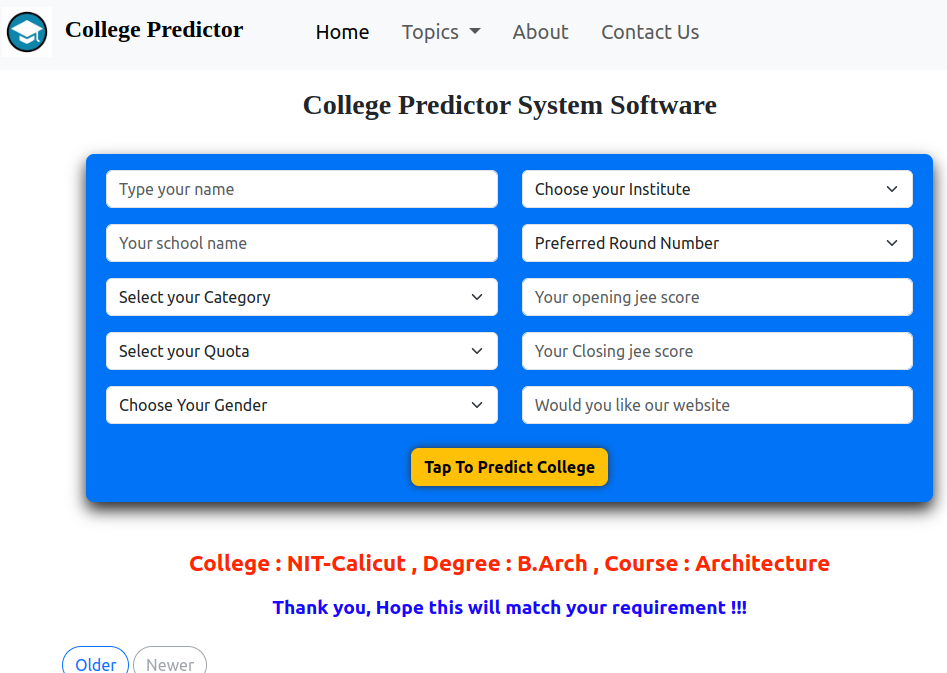 College Predictor Home Topics About Contact Us
College Predictor System Software
Type your name Choose your Institute
Your school name Preferred Round Number
Select your Category Your opening jee score
Select your Quota Your Closing jee score
Choose Your Gender Would you like our website
Tap To Predict College
College : NIT-Calicut , Degree : B.Arch , Course : Architecture
Thank you, Hope this will match your requirement !!!
Older Newer